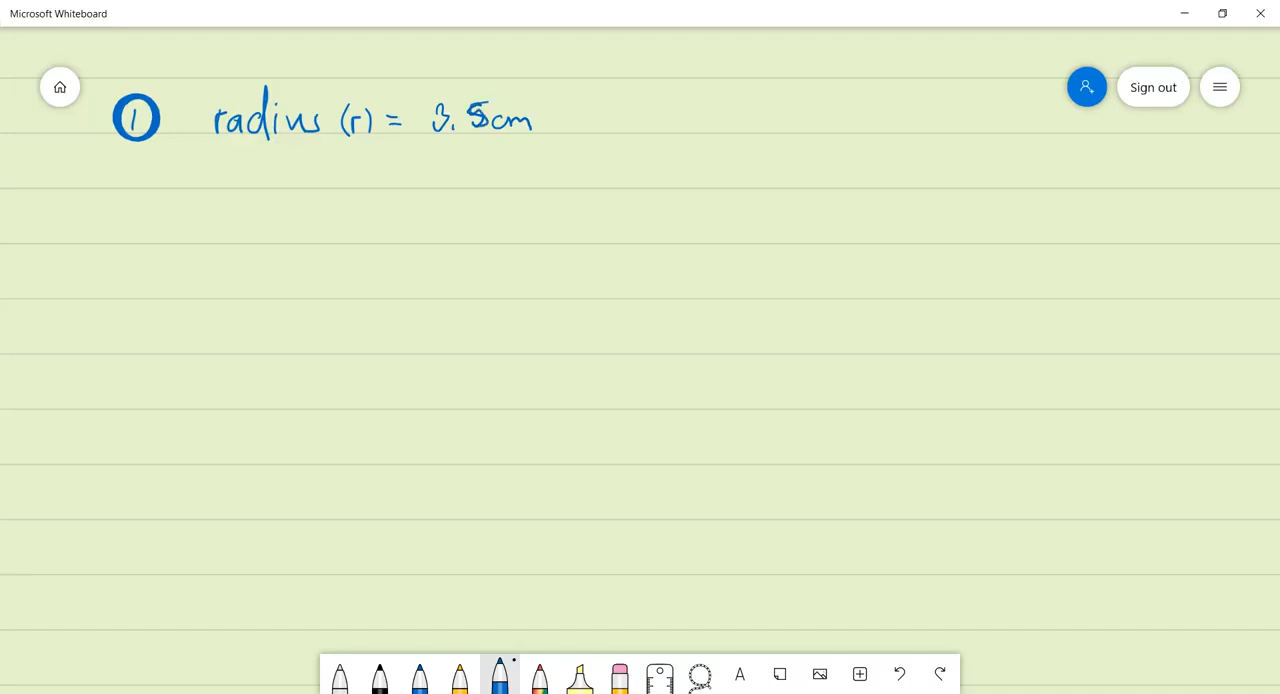 Microsoft Whiteboard
Sign out
① radius (r) = 3.5cm
A